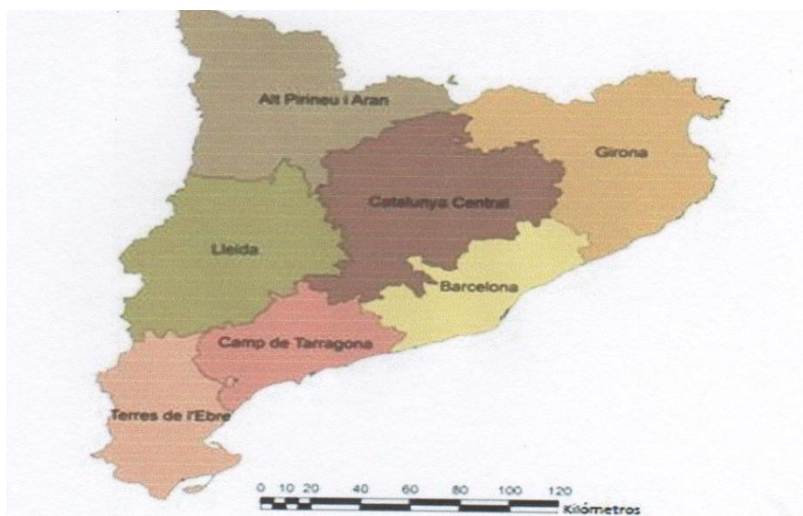 Alt Pirineu i Aran
Girona
Catalunya Central
Lleida
Barcelona
Camp de Tarragona
Terres de l'Ebre
0 10 20 40 60 80 100 120
Kilómetros